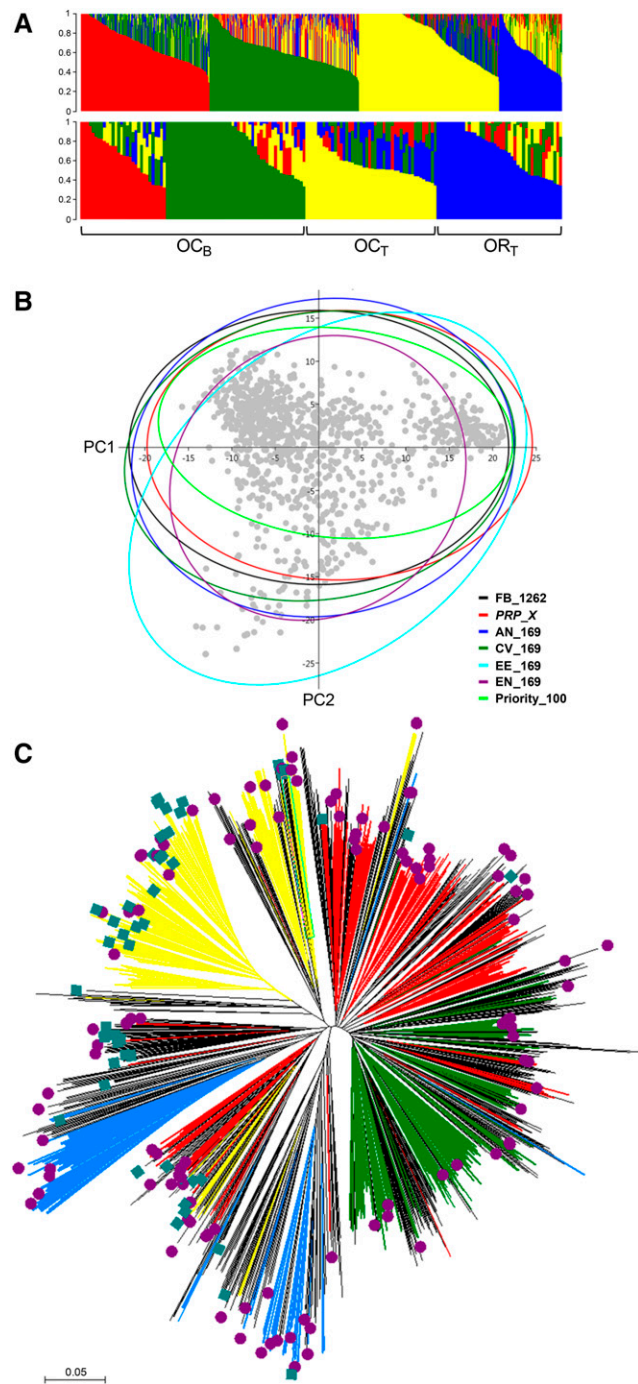 A
1
0.8
0.6
0.4
0.2
0
1
0.8
0.6
0.4
0.2
0
OCB OCT ORT
B
15
10
5
PC1 -20 -15 -10 -5 5 10 15 20 25
-5
-10
-15
-20
-25
PC2
FB_1262
PRP_X
AN_169
CV_169
EE_169
EN_169
Priority_100
C
0.05